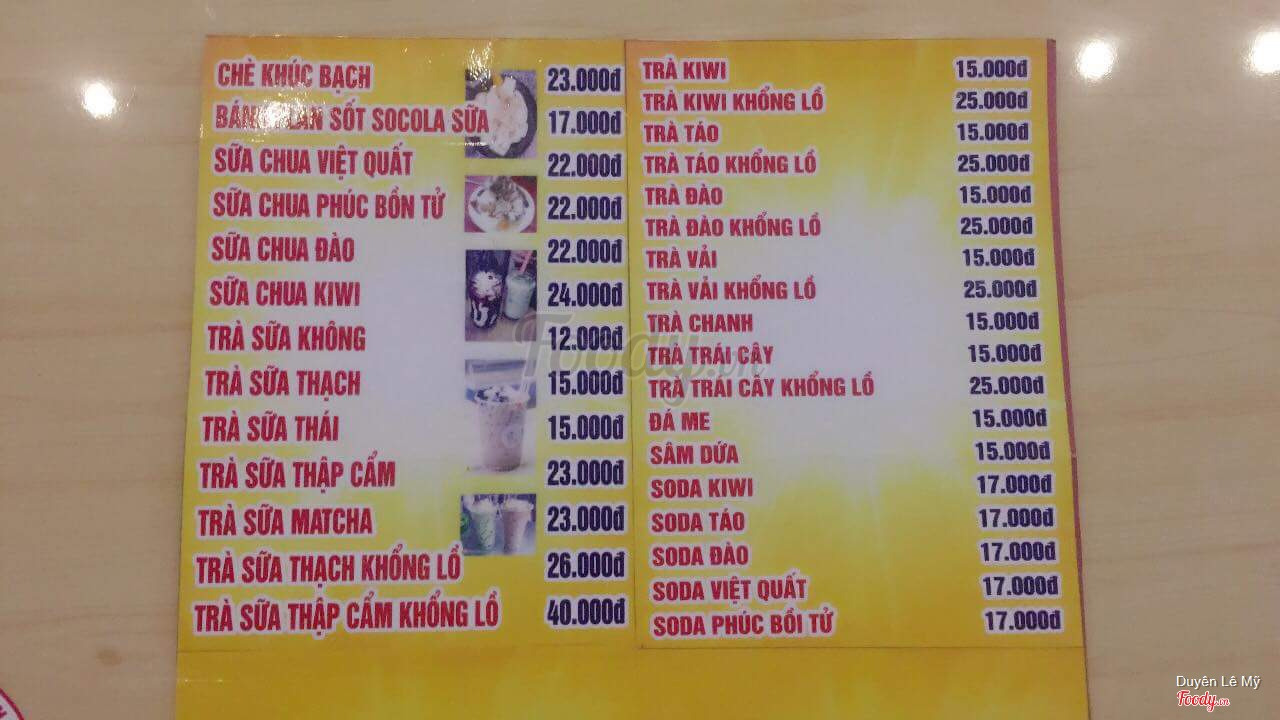 CHÈ KHÚC BẠCH 23.000đ
SỐT SOCOLA SỮA 17.000đ
SỮA CHUA VIỆT QUẤT 22.000đ
SỮA CHUA PHÚC BỒN TỬ 22.000đ
SỮA CHUA ĐÀO 22.000đ
SỮA CHUA KIWI 24.000đ
TRÀ SỮA KHÔNG 12.000đ
TRÀ SỮA THẠCH 15.000đ
TRÀ SỮA THÁI 15.000đ
TRÀ SỮA THẬP CẨM 23.000đ
TRÀ SỮA MATCHA 23.000đ
TRÀ SỮA THẠCH KHỔNG LỒ 26.000đ
TRÀ SỮA THẬP CẨM KHỔNG LỒ 40.000đ
TRÀ KIWI 15.000đ
TRÀ KIWI KHỔNG LỒ 25.000đ
TRÀ TÁO 15.000đ
TRÀ TÁO KHỔNG LỒ 25.000đ
TRÀ ĐÀO 15.000đ
TRÀ ĐÀO KHỔNG LỒ 25.000đ
TRÀ VẢI 15.000đ
TRÀ VẢI KHỔNG LỒ 25.000đ
TRÀ CHANH 15.000đ
TRÀ TRÁI CÂY 15.000đ
TRÀ TRÁI CÂY KHỔNG LỒ 25.000đ
ĐÁ ME 15.000đ
SÂM DỨA 15.000đ
SODA KIWI 17.000đ
SODA TÁO 17.000đ
SODA ĐÀO 17.000đ
SODA VIỆT QUẤT 17.000đ
SODA PHÚC BỒI TỬ 17.000đ
Foody.vn
Duyên Lê Mỹ
Foody.vn